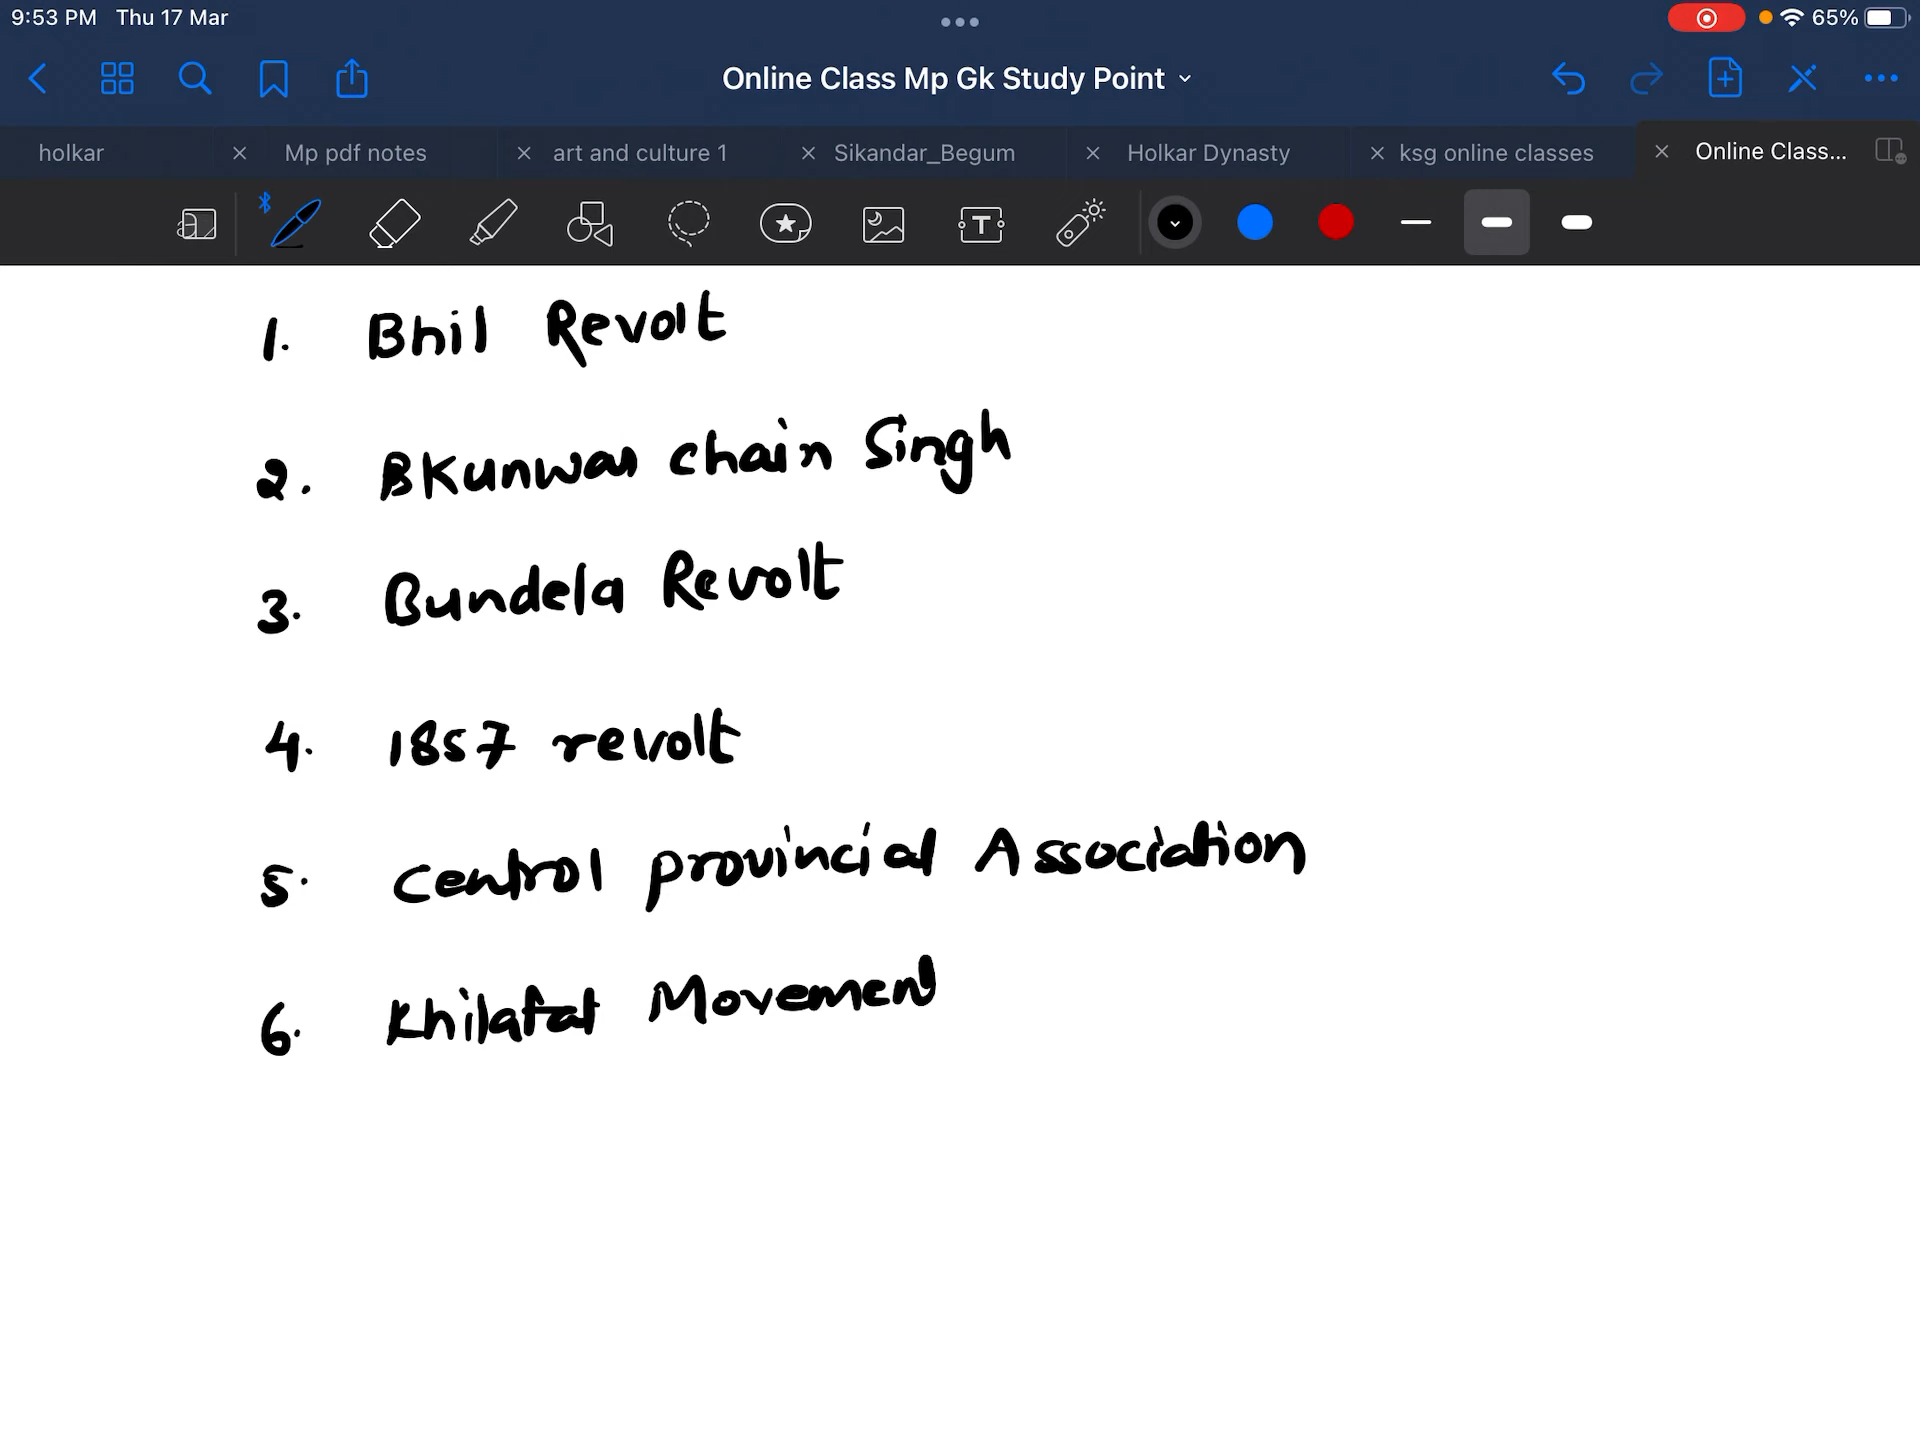 9:53 PM Thu 17 Mar
65%
Online Class Mp Gk Study Point
holkar
Mp pdf notes
art and culture 1
Sikandar_Begum
Holkar Dynasty
ksg online classes
Online Class...
T
1. Bhil Revolt
2. BKunwar chain Singh
3. Bundela Revolt
4. 1857 revolt
5. Central provincial Association
6. Khilafat Movement